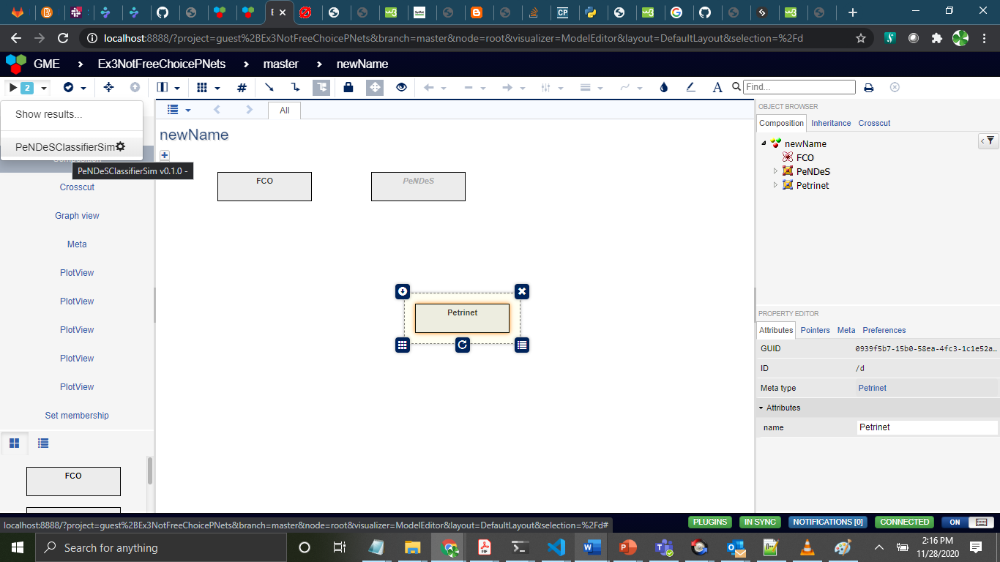 localhost:8888/?project=guest%2BEx3NotFreeChoicePNets&branch=master&node=root&visualizer=ModelEditor&layout=DefaultLayout&selection=%2Fd
GME > Ex3NotFreeChoicePNets > master > newName
2
Find...
Show results...
PeNDeSClassifierSim
PeNDeSClassifierSim v0.1.0 -
Crosscut
Graph view
Meta
PlotView
PlotView
PlotView
PlotView
PlotView
Set membership
FCO
All
newName
FCO
PeNDeS
Petrinet
OBJECT BROWSER
Composition Inheritance Crosscut
newName
FCO
PeNDeS
Petrinet
PROPERTY EDITOR
Attributes Pointers Meta Preferences
GUID 0939f5b7-15b0-58ea-4fc3-1c1e52a...
ID /d
Meta type Petrinet
Attributes
name Petrinet
localhost:8888/?project=guest%2BEx3NotFreeChoicePNets&branch=master&node=root&visualizer=ModelEditor&layout=DefaultLayout&selection=%2Fd#
PLUGINS IN SYNC NOTIFICATIONS [0] CONNECTED ON
Search for anything
2:16 PM
11/28/2020